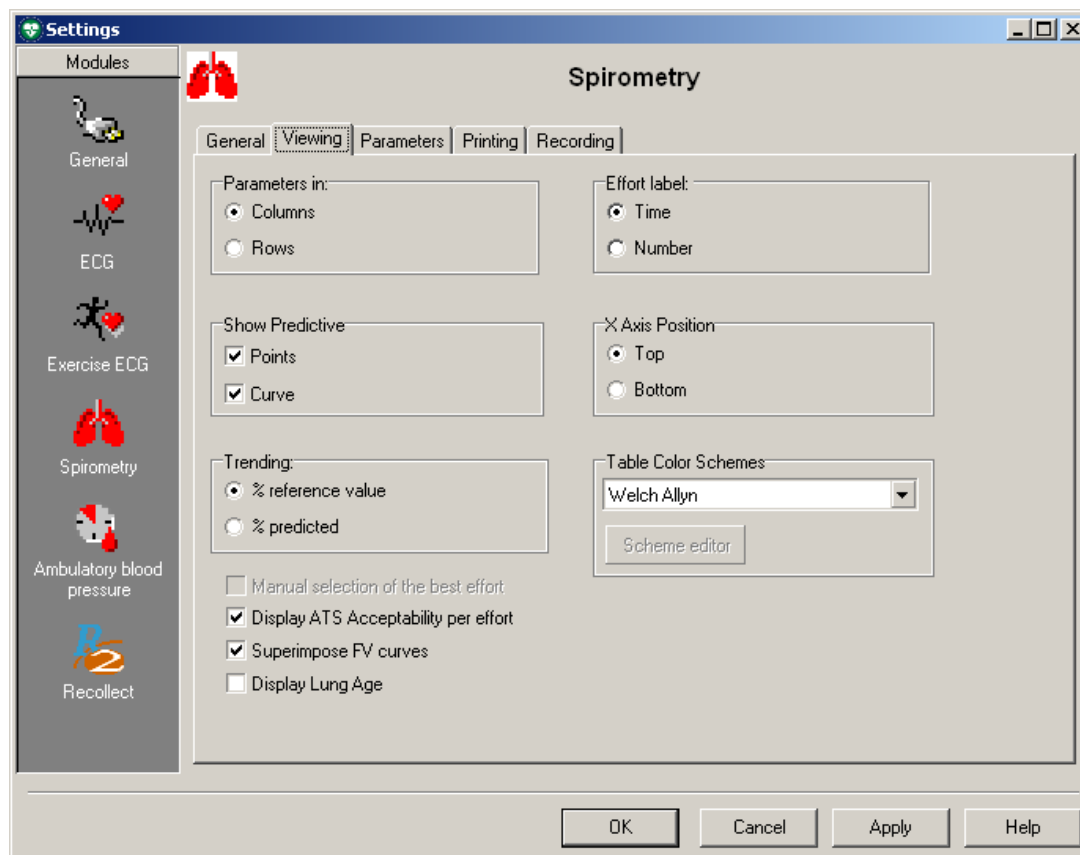 Settings
Modules
General
ECG
Exercise ECG
Spirometry
Ambulatory blood
pressure
R2
Recollect
Spirometry
General Viewing Parameters Printing Recording
Parameters in:
Columns
Rows
Effort label:
Time
Number
Show Predictive
Points
Curve
X Axis Position
Top
Bottom
Trending:
% reference value
% predicted
Table Color Schemes
Welch Allyn
Scheme editor
Manual selection of the best effort
Display ATS Acceptability per effort
Superimpose FV curves
Display Lung Age
OK Cancel Apply Help